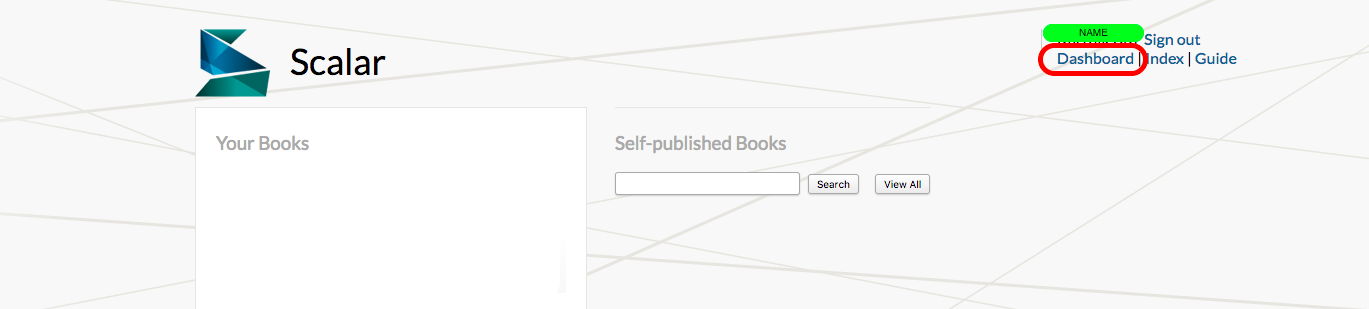 Scalar
NAME Sign out
Dashboard | Index | Guide
Your Books
Self-published Books
Search View All